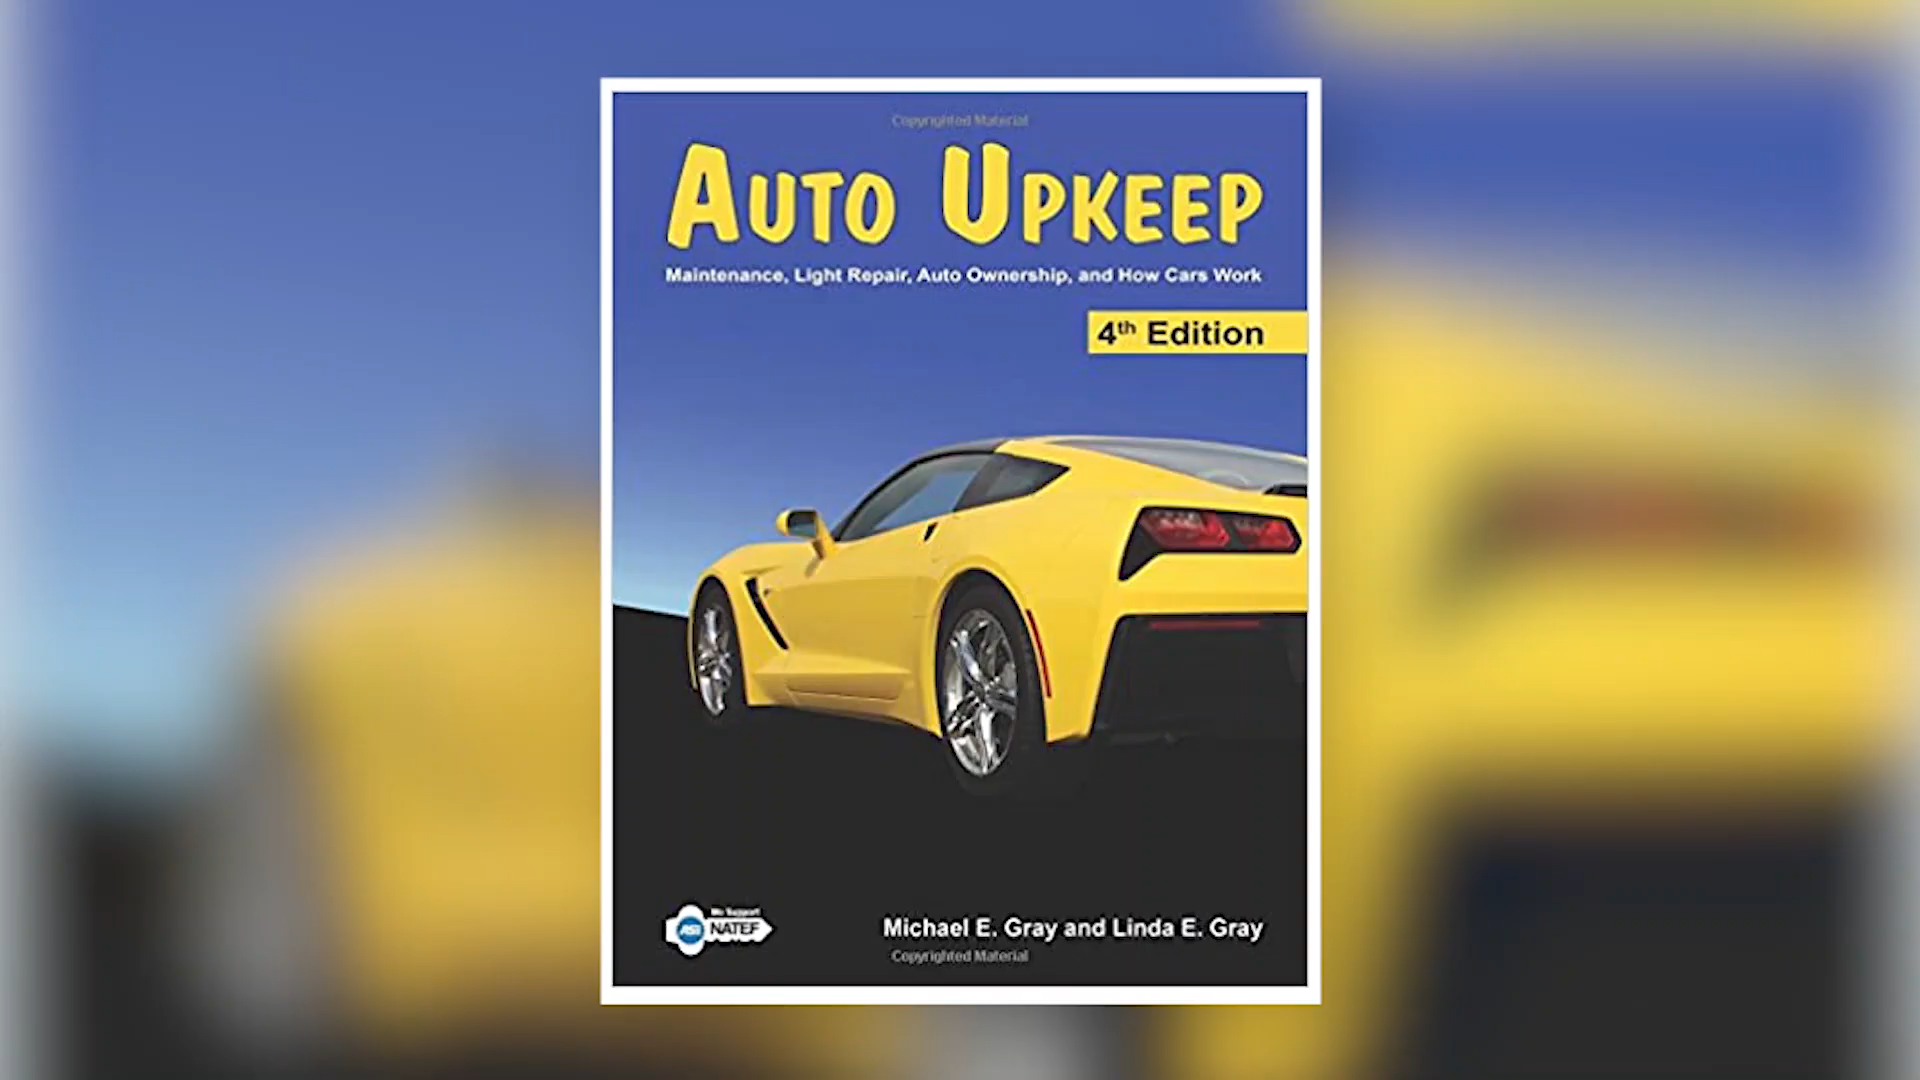 Copyrighted Material
AUTO UPKEEP
Maintenance, Light Repair, Auto Ownership, and How Cars Work
4th Edition
We Support
ASE
NATEF
Michael E. Gray and Linda E. Gray
Copyrighted Material